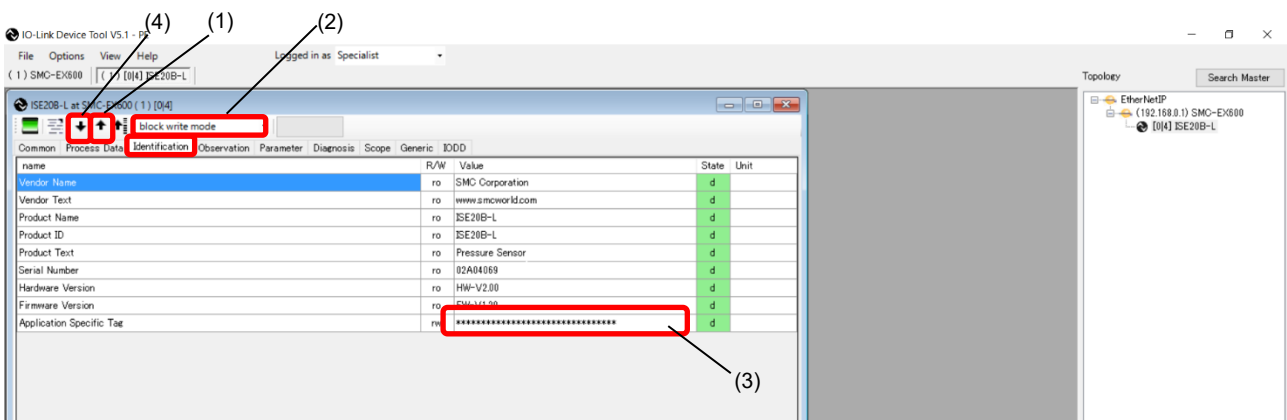 (4) (1) (2)
IO-Link Device Tool V5.1 - PE
File Options View Help Logged in as Specialist
( 1 ) SMC-EX600 ( 1 ) [0|4] ISE20B-L
Topology Search Master
ISE20B-L at SMC-EX600 ( 1 ) [0|4]
EtherNetIP
(192.168.0.1) SMC-EX600
[0|4] ISE20B-L
block write mode
Common Process Data Identification Observation Parameter Diagnosis Scope Generic IODD
name R/W Value State Unit
Vendor Name ro SMC Corporation d
Vendor Text ro www.smcworld.com d
Product Name ro ISE20B-L d
Product ID ro ISE20B-L d
Product Text ro Pressure Sensor d
Serial Number ro 02A04069 d
Hardware Version ro HW-V2.00 d
Firmware Version ro d
Application Specific Tag rw ******************************** d
(3)